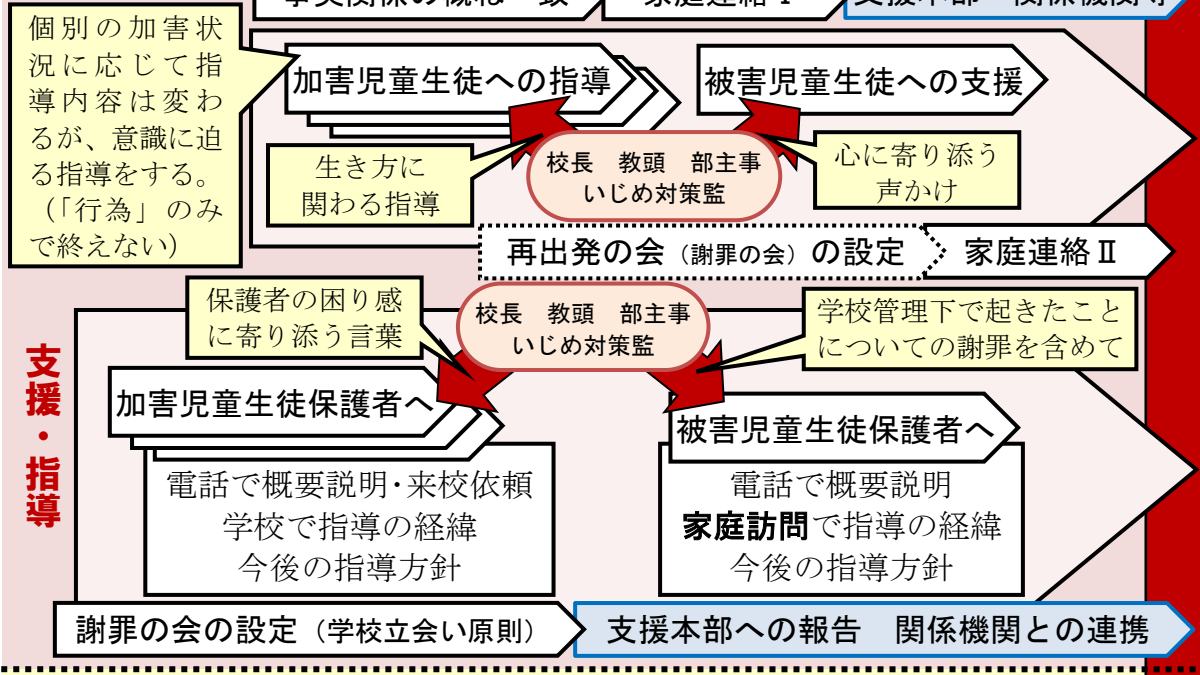 個別の加害状
況に応じて指
導内容は変わ
るが、意識に迫
る指導をする。
（「行為」のみ
で終えない）
加害児童生徒への指導
被害児童生徒への支援
生き方に
関わる指導
校長　教頭　部主事
いじめ対策監
心に寄り添う
声かけ
再出発の会（謝罪の会）の設定
家庭連絡Ⅱ
支援・指導
保護者の困り感
に寄り添う言葉
校長　教頭　部主事
いじめ対策監
学校管理下で起きたこと
についての謝罪を含めて
加害児童生徒保護者へ
電話で概要説明・来校依頼
学校で指導の経緯
今後の指導方針
被害児童生徒保護者へ
電話で概要説明
家庭訪問で指導の経緯
今後の指導方針
謝罪の会の設定（学校立会い原則）
支援本部への報告　関係機関との連携